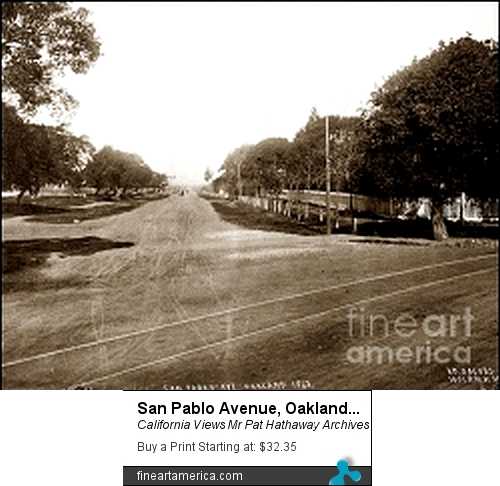 fineart
america
San Pablo Avenue, Oakland...
California Views Mr Pat Hathaway Archives
Buy a Print Starting at: $32.35
fineartamerica.com